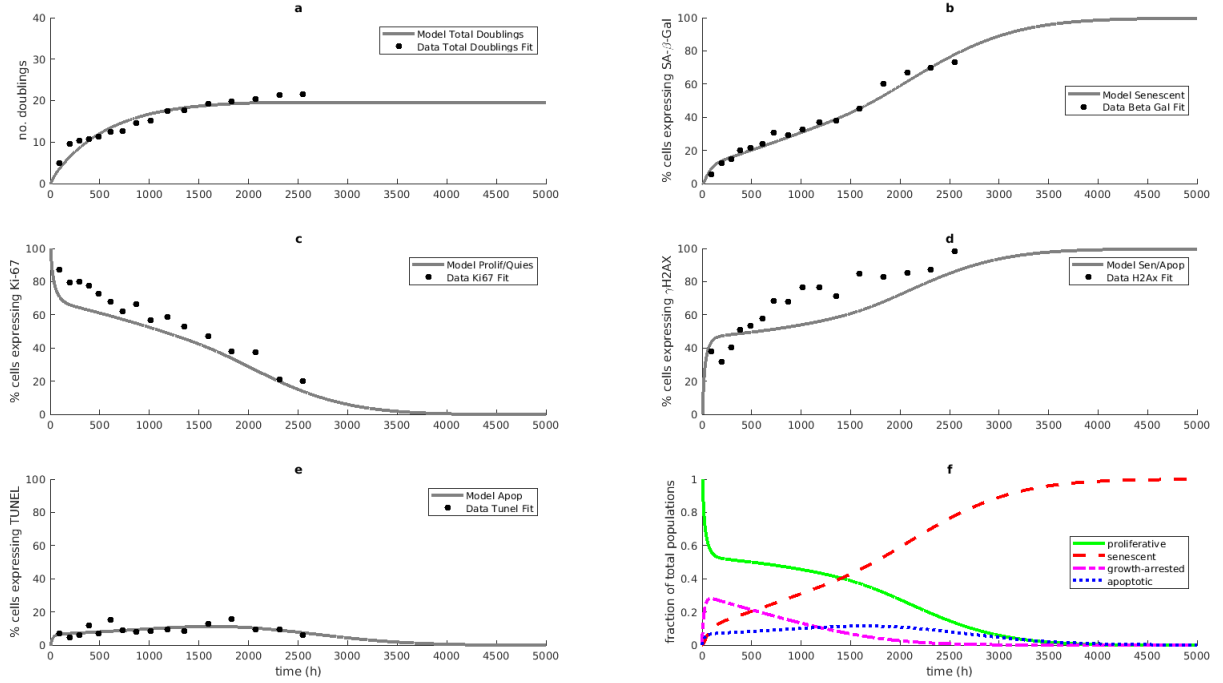 a
no. doublings
40
30
20
10
0
Model Total Doublings
Data Total Doublings Fit
0 500 1000 1500 2000 2500 3000 3500 4000 4500 5000
b
% cells expressing SA-β-Gal
100
80
60
40
20
0
Model Senescent
Data Beta Gal Fit
0 500 1000 1500 2000 2500 3000 3500 4000 4500 5000
c
% cells expressing Ki-67
100
80
60
40
20
0
Model Prolif/Quies
Data Ki67 Fit
0 500 1000 1500 2000 2500 3000 3500 4000 4500 5000
d
% cells expressing γH2AX
100
80
60
40
20
0
Model Sen/Apop
Data H2Ax Fit
0 500 1000 1500 2000 2500 3000 3500 4000 4500 5000
e
% cells expressing TUNEL
100
80
60
40
20
0
Model Apop
Data Tunel Fit
0 500 1000 1500 2000 2500 3000 3500 4000 4500 5000
time (h)
f
fraction of total populations
1
0.8
0.6
0.4
0.2
0
proliferative
senescent
growth-arrested
apoptotic
0 500 1000 1500 2000 2500 3000 3500 4000 4500 5000
time (h)